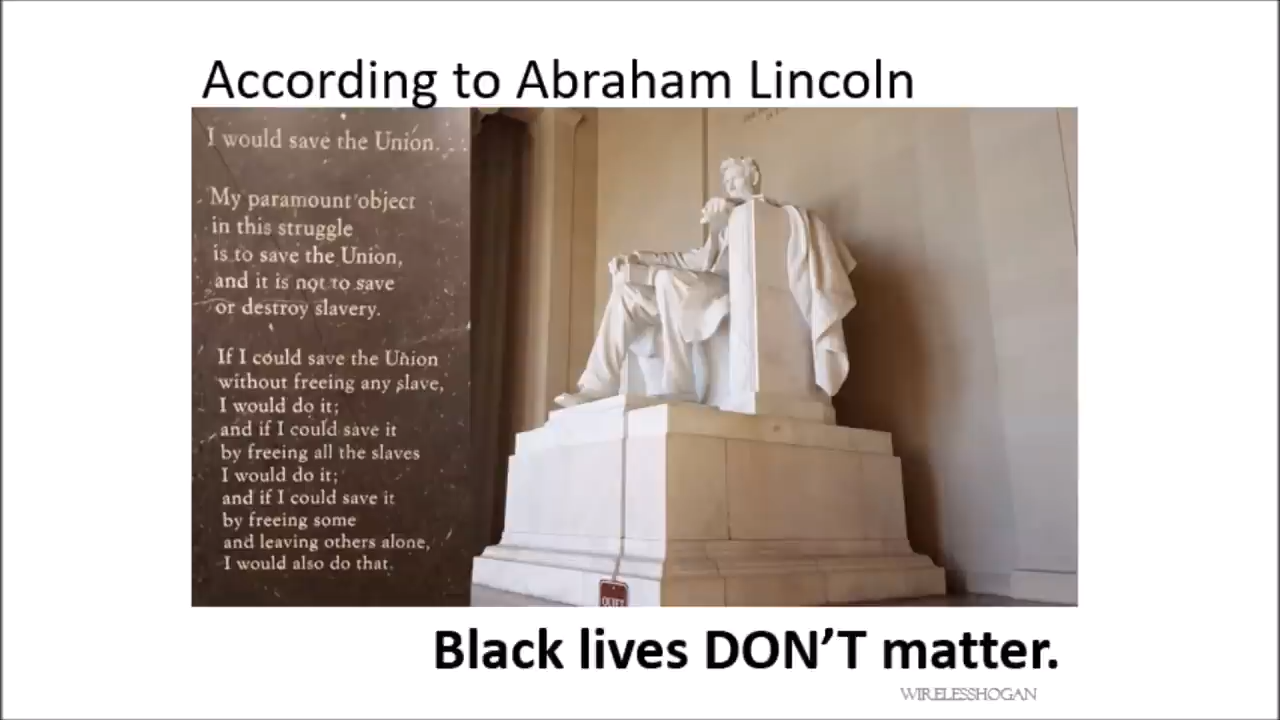 According to Abraham Lincoln
I would save the Union. . .
My paramount object
in this struggle
is to save the Union,
and it is not to save
or destroy slavery.
If I could save the Union
without freeing any slave,
I would do it;
and if I could save it
by freeing all the slaves
I would do it;
and if I could save it
by freeing some
and leaving others alone,
I would also do that.
QUIET
Black lives DON’T matter.
WIRELESSHOGAN